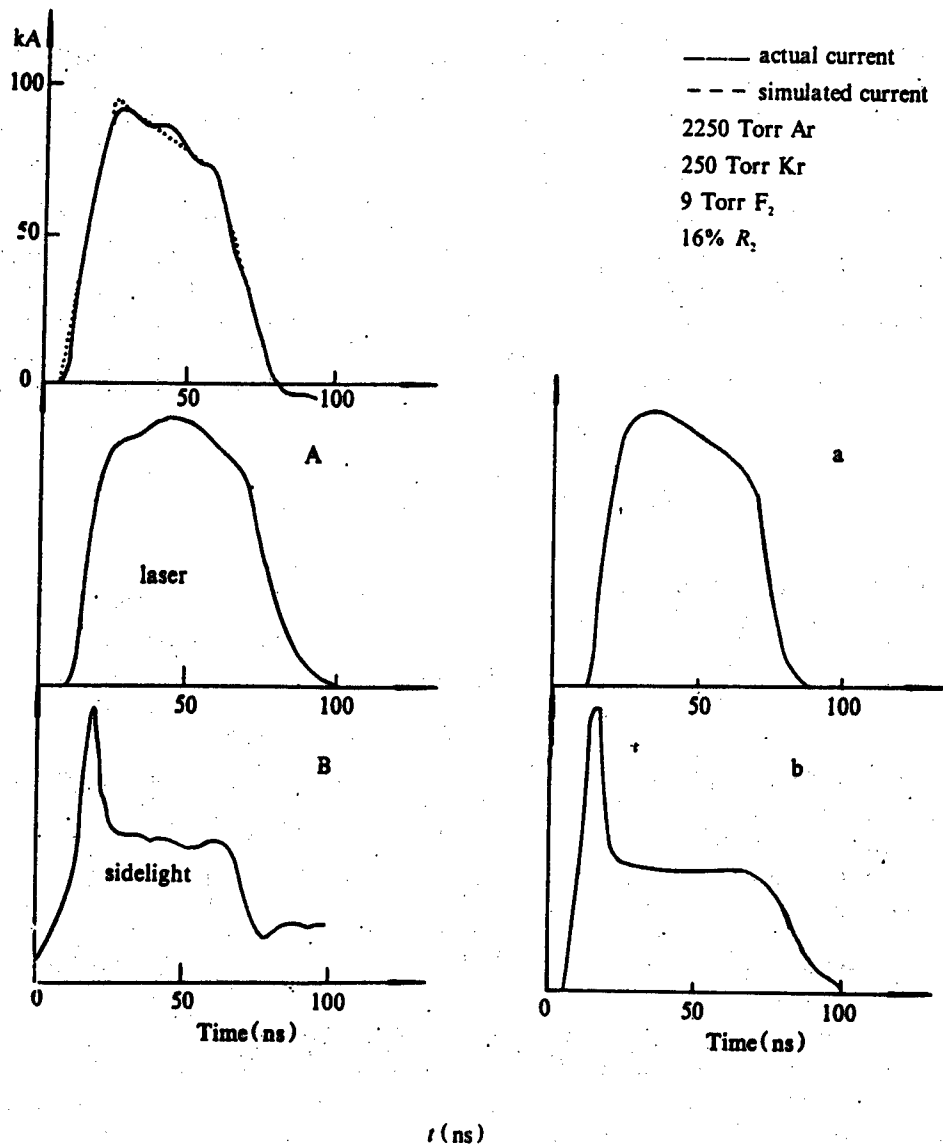 kA
100
50
0
50
100
actual current
simulated current
2250 Torr Ar
250 Torr Kr
9 Torr F₂
16% R₂
A
laser
50
100
a
50
100
B
sidelight
0
50
100
Time(ns)
b
0
50
100
Time(ns)
t(ns)